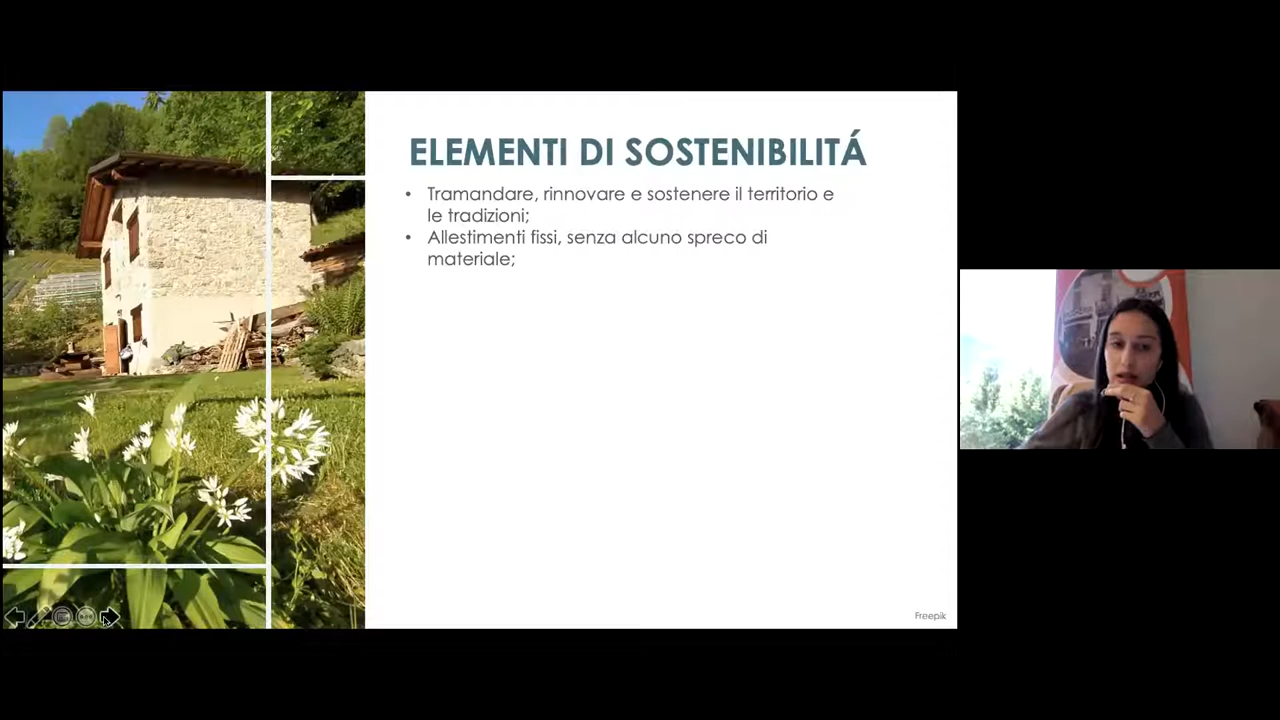 ELEMENTI DI SOSTENIBILITÁ
• Tramandare, rinnovare e sostenere il territorio e
le tradizioni;
• Allestimenti fissi, senza alcuno spreco di
materiale;
Freepik